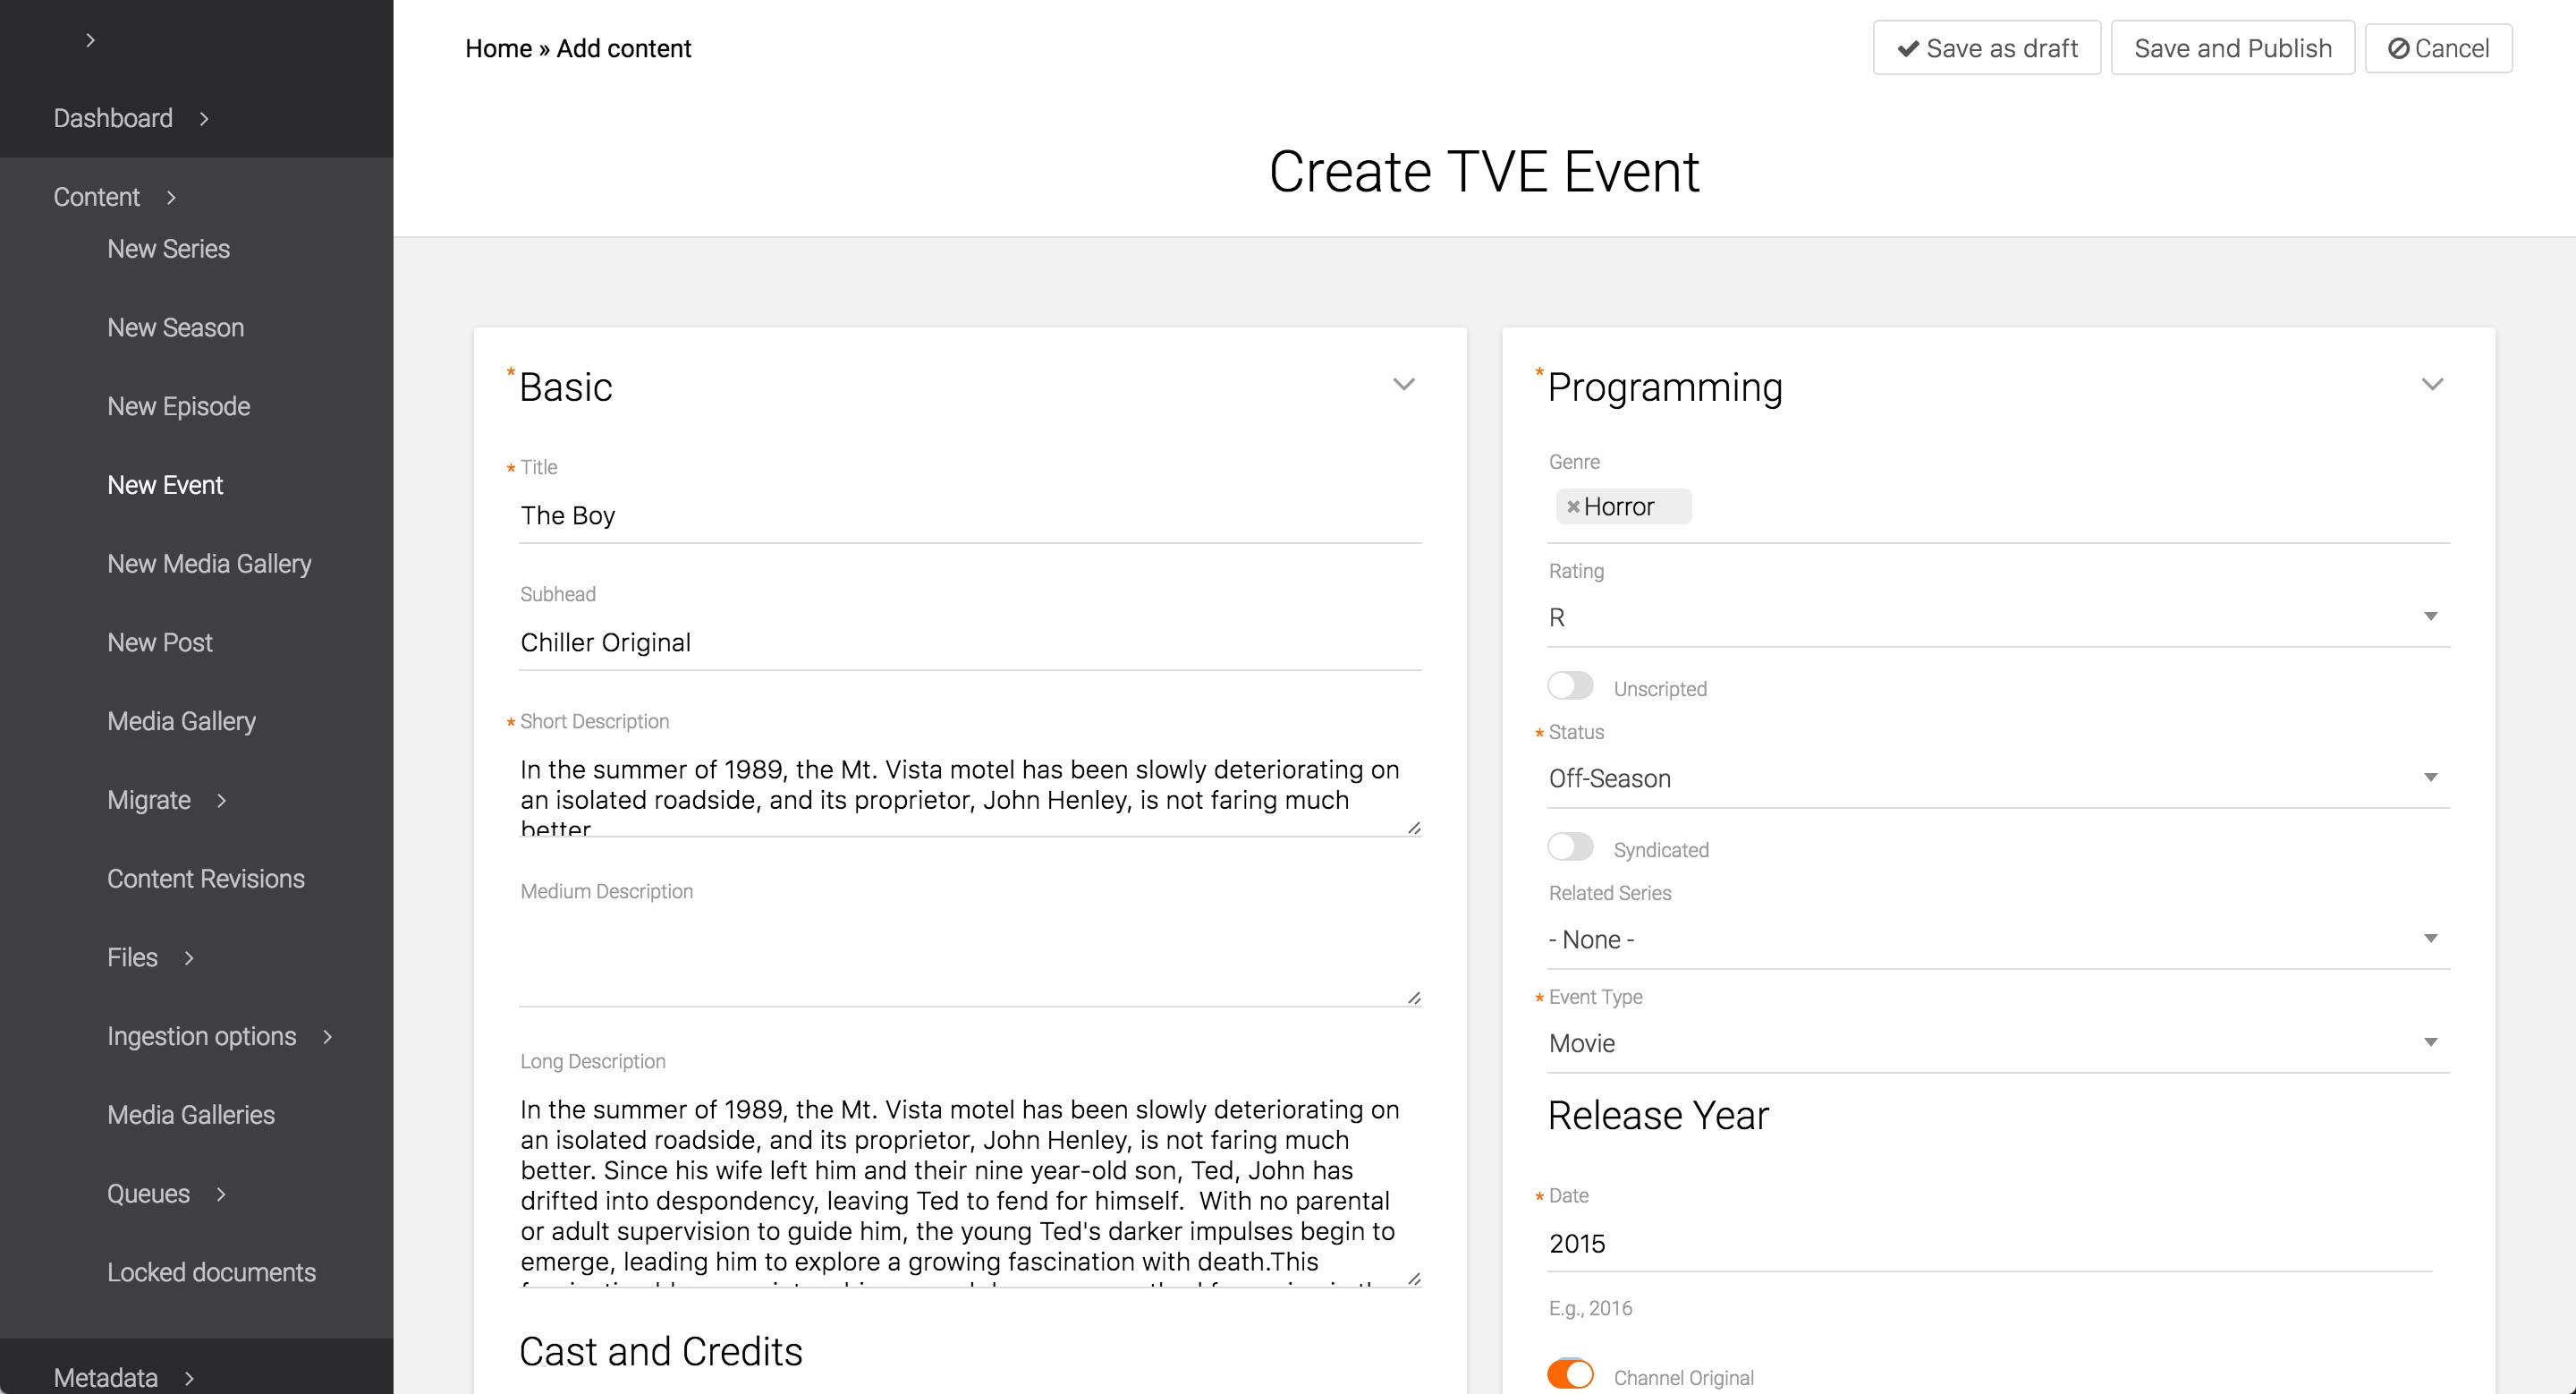 Home » Add content
Save as draft
Save and Publish
Cancel
Dashboard
Content
New Series
New Season
New Episode
New Event
New Media Gallery
New Post
Media Gallery
Migrate
Content Revisions
Files
Ingestion options
Media Galleries
Queues
Locked documents
Metadata
Create TVE Event
* Basic
* Title
The Boy
Subhead
Chiller Original
* Short Description
In the summer of 1989, the Mt. Vista motel has been slowly deteriorating on
an isolated roadside, and its proprietor, John Henley, is not faring much
better
Medium Description
Long Description
In the summer of 1989, the Mt. Vista motel has been slowly deteriorating on
an isolated roadside, and its proprietor, John Henley, is not faring much
better. Since his wife left him and their nine year-old son, Ted, John has
drifted into despondency, leaving Ted to fend for himself.  With no parental
or adult supervision to guide him, the young Ted's darker impulses begin to
emerge, leading him to explore a growing fascination with death.This
Cast and Credits
* Programming
Genre
Horror
Rating
R
Unscripted
* Status
Off-Season
Syndicated
Related Series
- None -
* Event Type
Movie
Release Year
* Date
2015
E.g., 2016
Channel Original